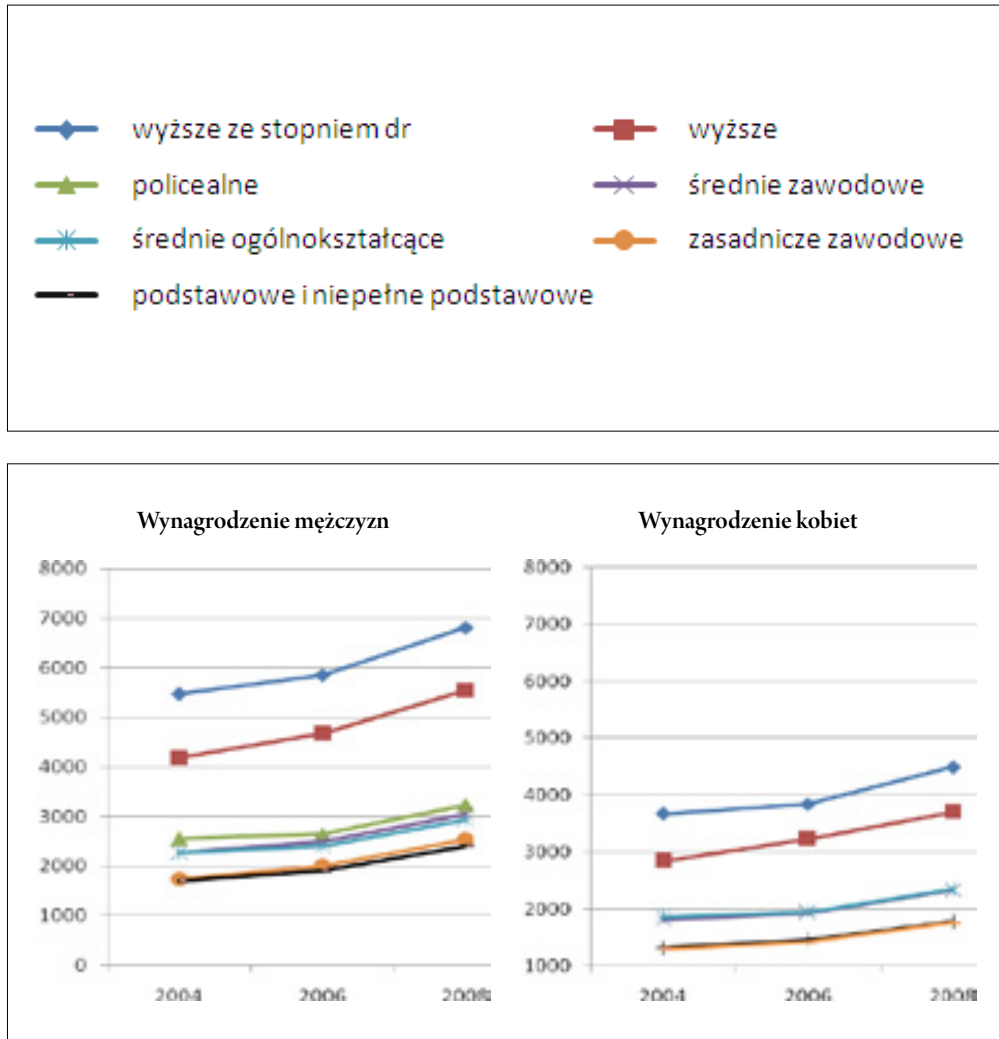 wyższe ze stopniem dr
wyższe
policealne
średnie zawodowe
średnie ogólnokształcące
zasadnicze zawodowe
podstawowe i niepełne podstawowe
Wynagrodzenie mężczyzn
8000
7000
6000
5000
4000
3000
2000
1000
0
2004 2006 2008
Wynagrodzenie kobiet
8000
7000
6000
5000
4000
3000
2000
1000
2004 2006 2008